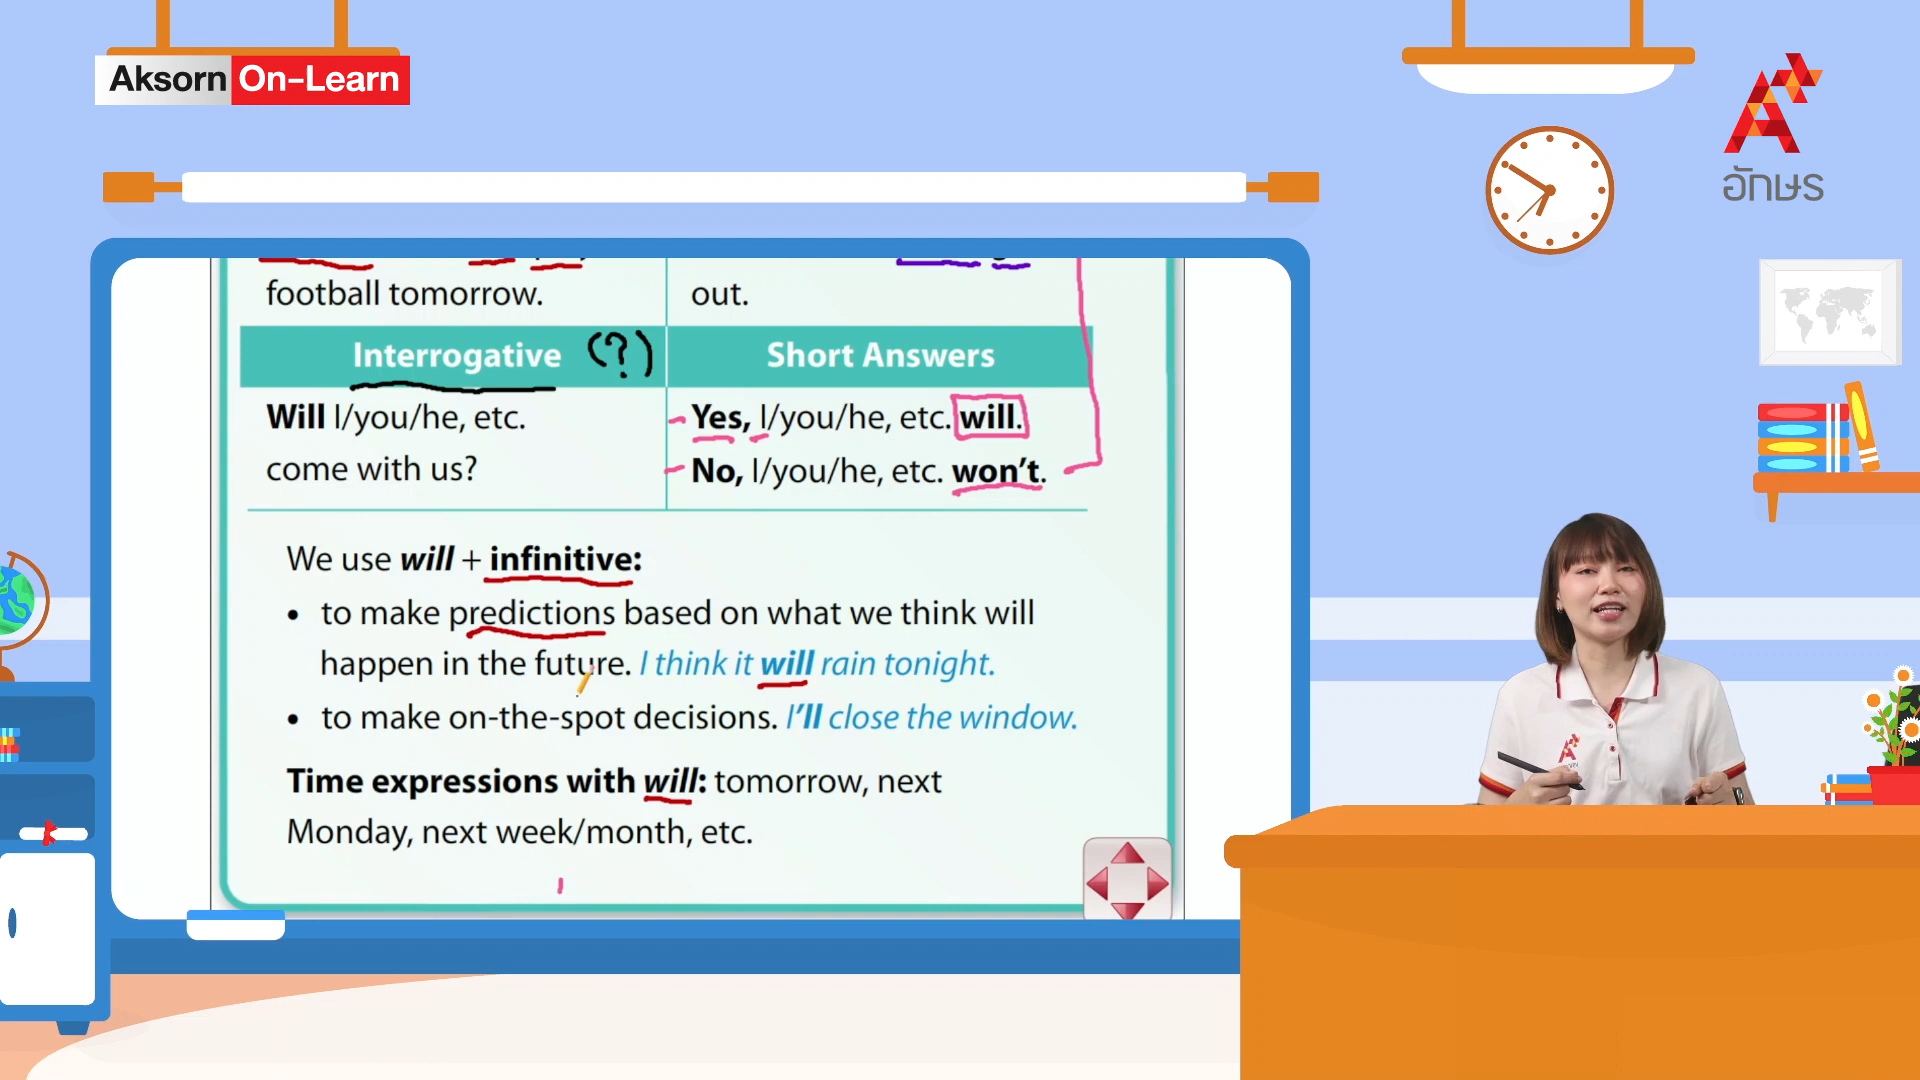 Aksorn On-Learn
อักษร
football tomorrow.
out.
Interrogative (?)
Short Answers
Will I/you/he, etc.
come with us?
Yes, I/you/he, etc. will.
No, I/you/he, etc. won't.
We use will + infinitive:
• to make predictions based on what we think will
happen in the future. I think it will rain tonight.
• to make on-the-spot decisions. I'll close the window.
Time expressions with will: tomorrow, next
Monday, next week/month, etc.